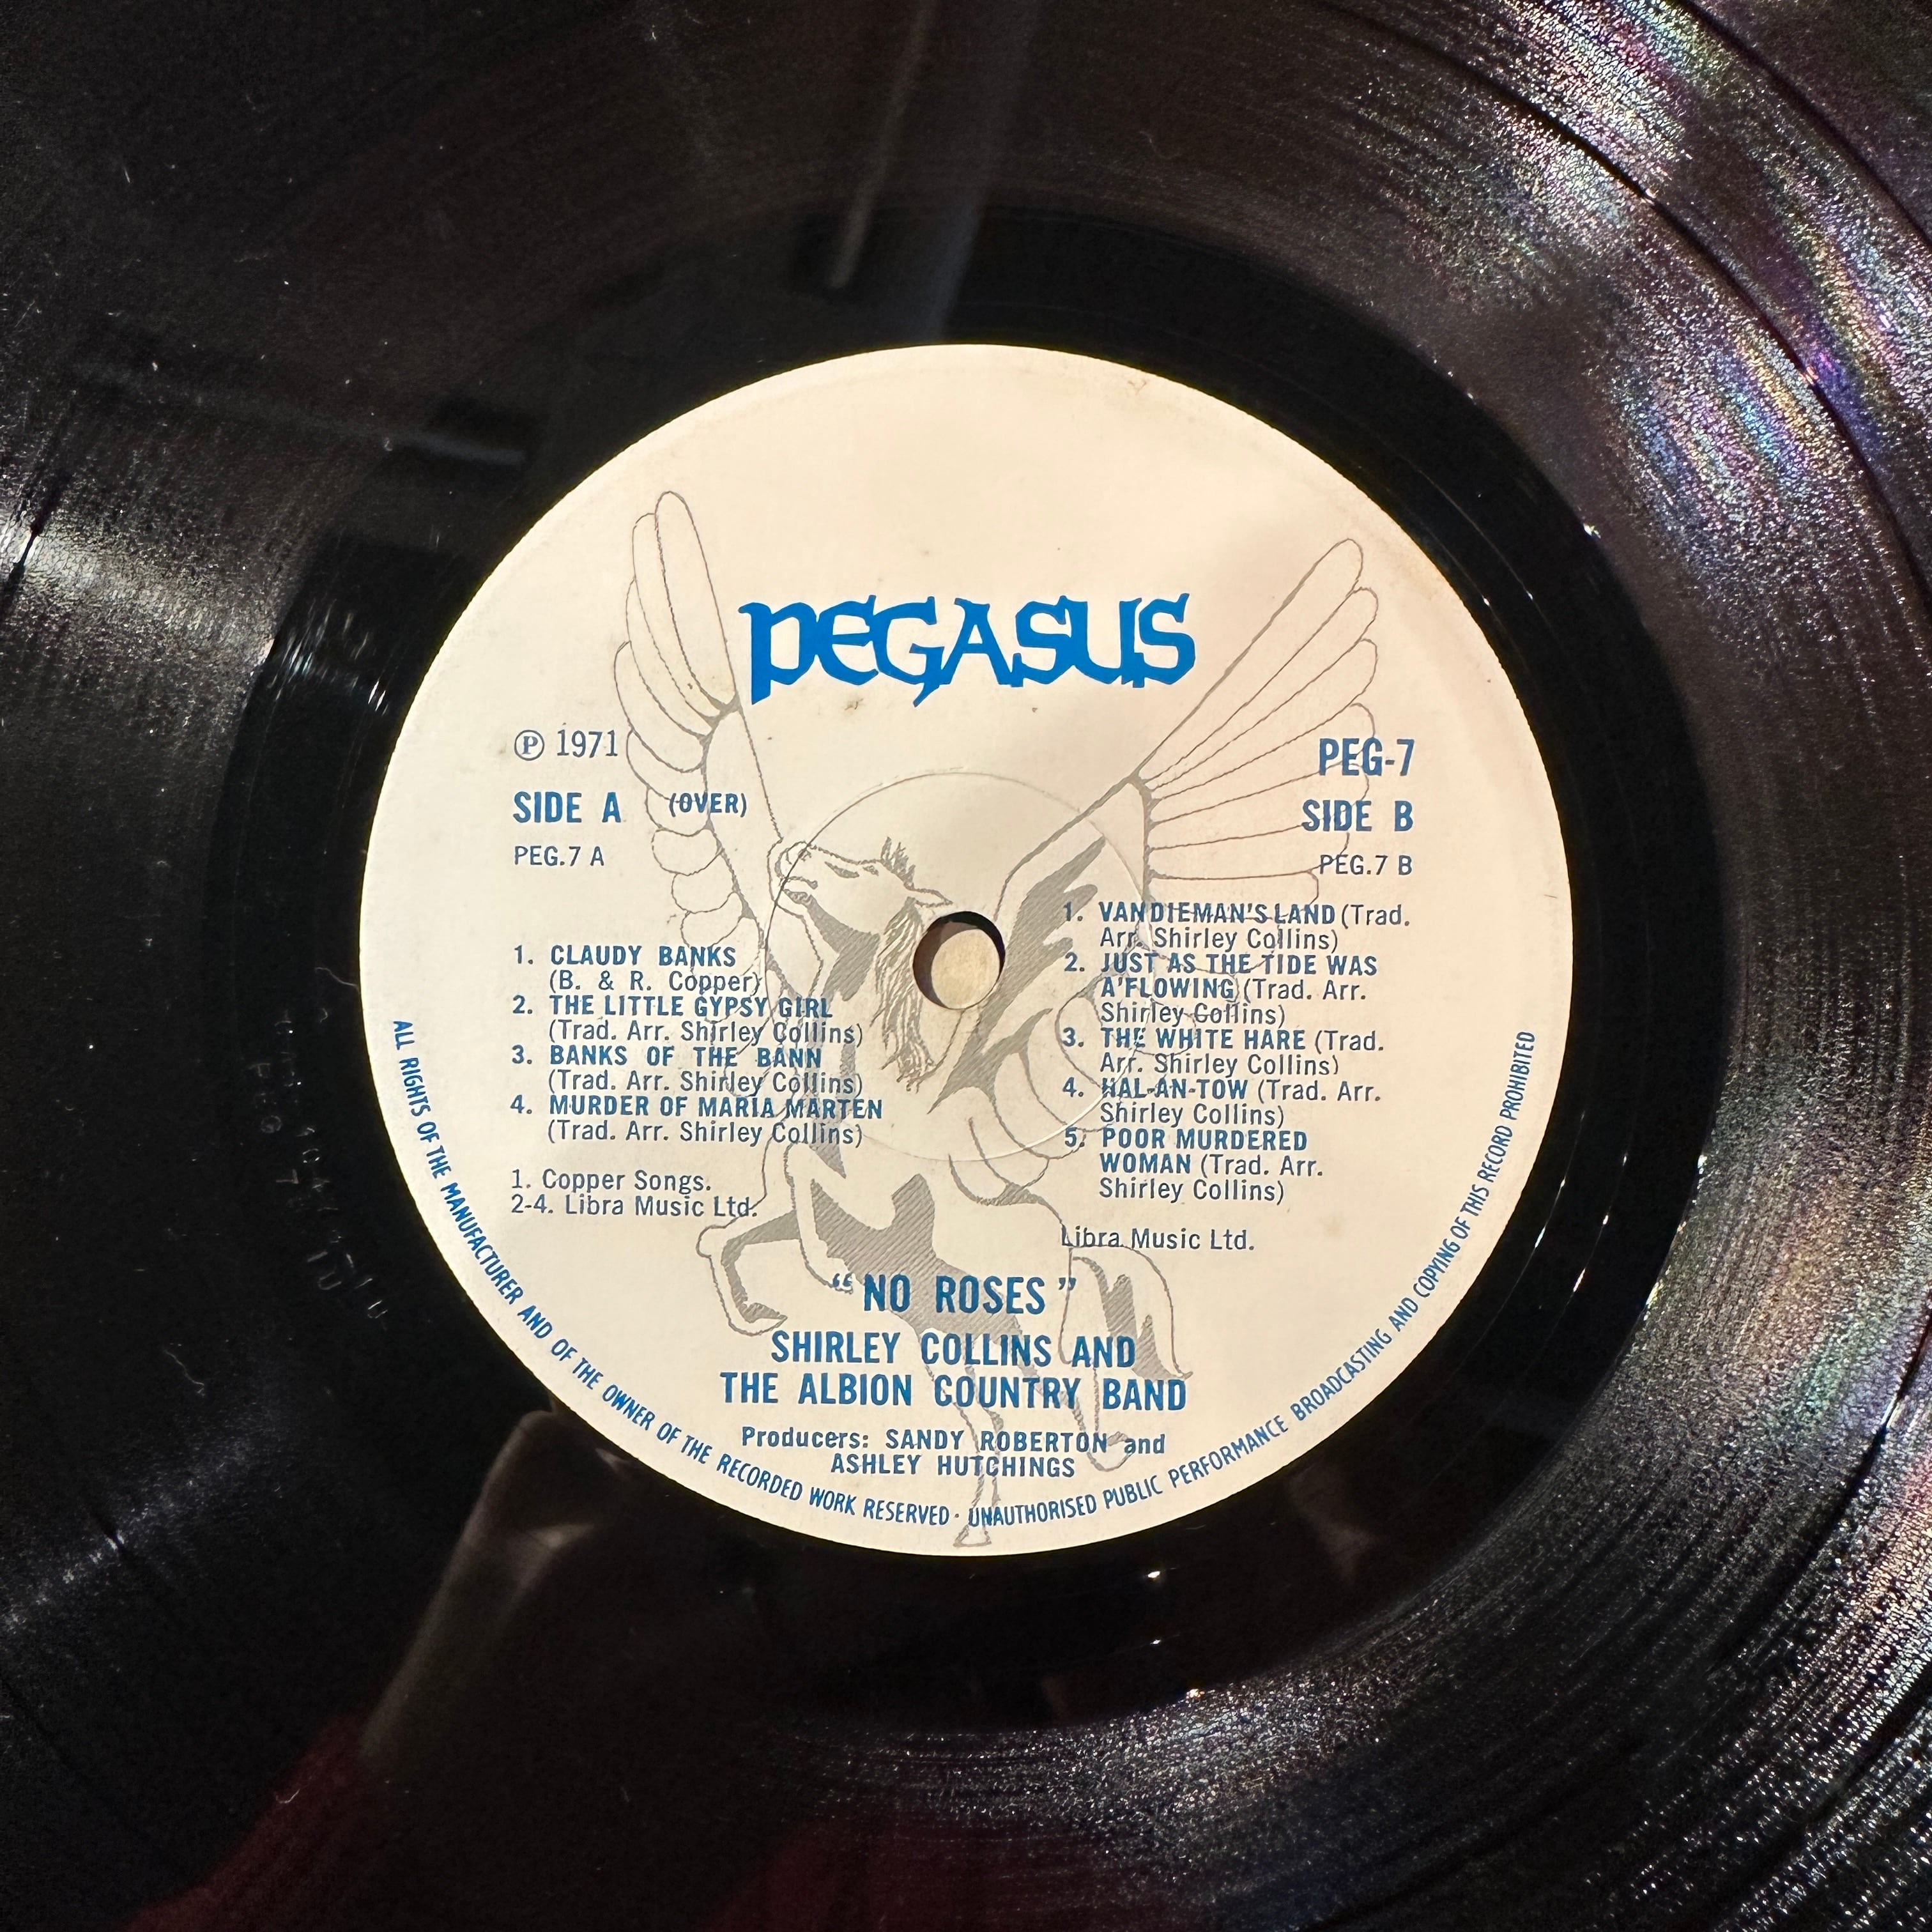 PEGASUS
℗ 1971
SIDE A (OVER)
PEG.7 A
1. CLAUDY BANKS
(B. & R. Copper)
2. THE LITTLE GYPSY GIRL
(Trad. Arr. Shirley Collins)
3. BANKS OF THE BANN
(Trad. Arr. Shirley Collins)
4. MURDER OF MARIA MARTEN
(Trad. Arr. Shirley Collins)
1. Copper Songs.
2-4. Libra Music Ltd.
PEG-7
SIDE B
PEG.7 B
1. VAN DIEMAN'S LAND (Trad.
Arr. Shirley Collins)
2. JUST AS THE TIDE WAS
A'FLOWING (Trad. Arr.
Shirley Collins)
3. THE WHITE HARE (Trad.
Arr. Shirley Collins)
4. HAL-AN-TOW (Trad. Arr.
Shirley Collins)
5. POOR MURDERED
WOMAN (Trad. Arr.
Shirley Collins)
Libra Music Ltd.
“NO ROSES”
SHIRLEY COLLINS AND
THE ALBION COUNTRY BAND
Producers: SANDY ROBERTON and
ASHLEY HUTCHINGS
ALL RIGHTS OF THE MANUFACTURER AND OF THE OWNER OF THE RECORDED WORK RESERVED · UNAUTHORISED PUBLIC PERFORMANCE BROADCASTING AND COPYING OF THIS RECORD PROHIBITED